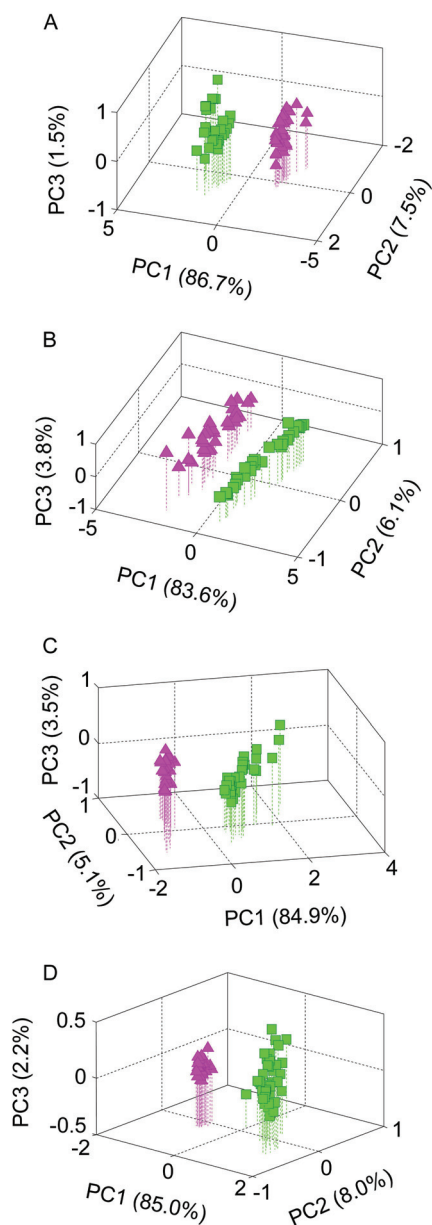 A
1
0
-1
PC3 (1.5%)
5
0
-5
PC1 (86.7%)
-2
0
2
PC2 (7.5%)
B
1
0
-1
PC3 (3.8%)
-5
0
5
PC1 (83.6%)
1
0
-1
PC2 (6.1%)
C
1
0
-1
PC3 (3.5%)
1
0
-1
PC2 (5.1%)
-2
0
2
4
PC1 (84.9%)
D
0.5
0
-0.5
PC3 (2.2%)
-2
0
2
PC1 (85.0%)
1
0
-1
PC2 (8.0%)